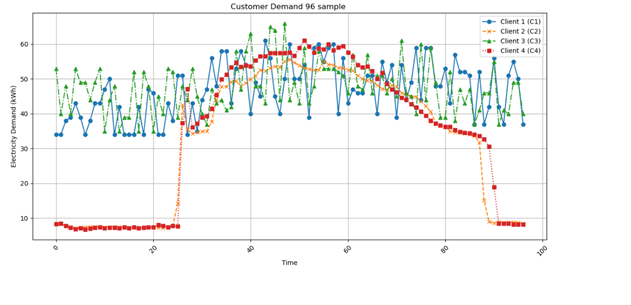 Customer Demand 96 sample
Client 1 (C1)
Client 2 (C2)
Client 3 (C3)
Client 4 (C4)
60
50
40
30
20
10
Electricity Demand (kWh)
0
20
40
60
80
100
Time